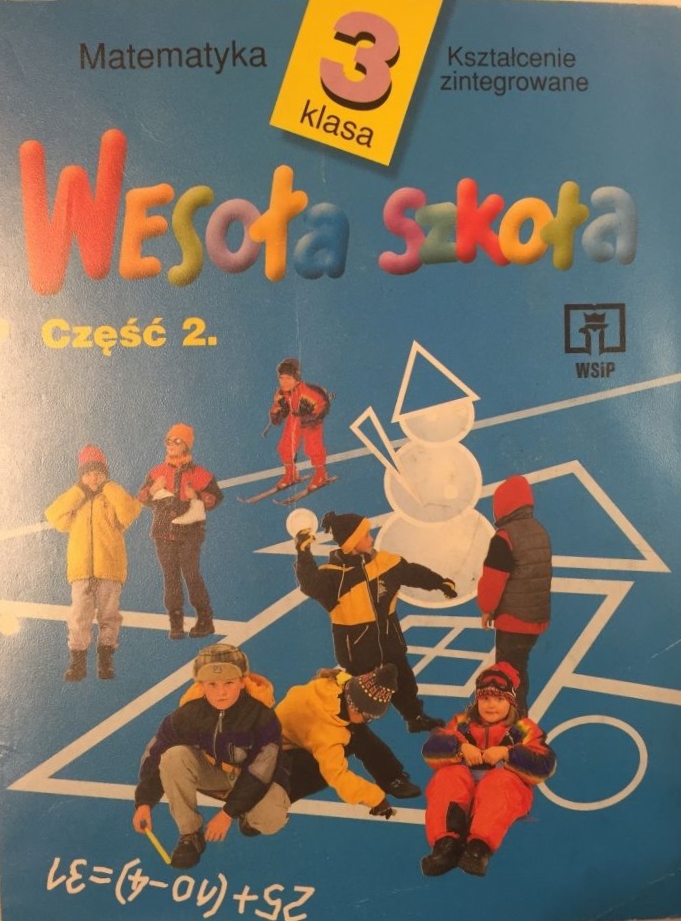 Matematyka
3
klasa
Kształcenie
zintegrowane
Wesoła szkoła
Część 2.
WSiP
25+(10-4)=31